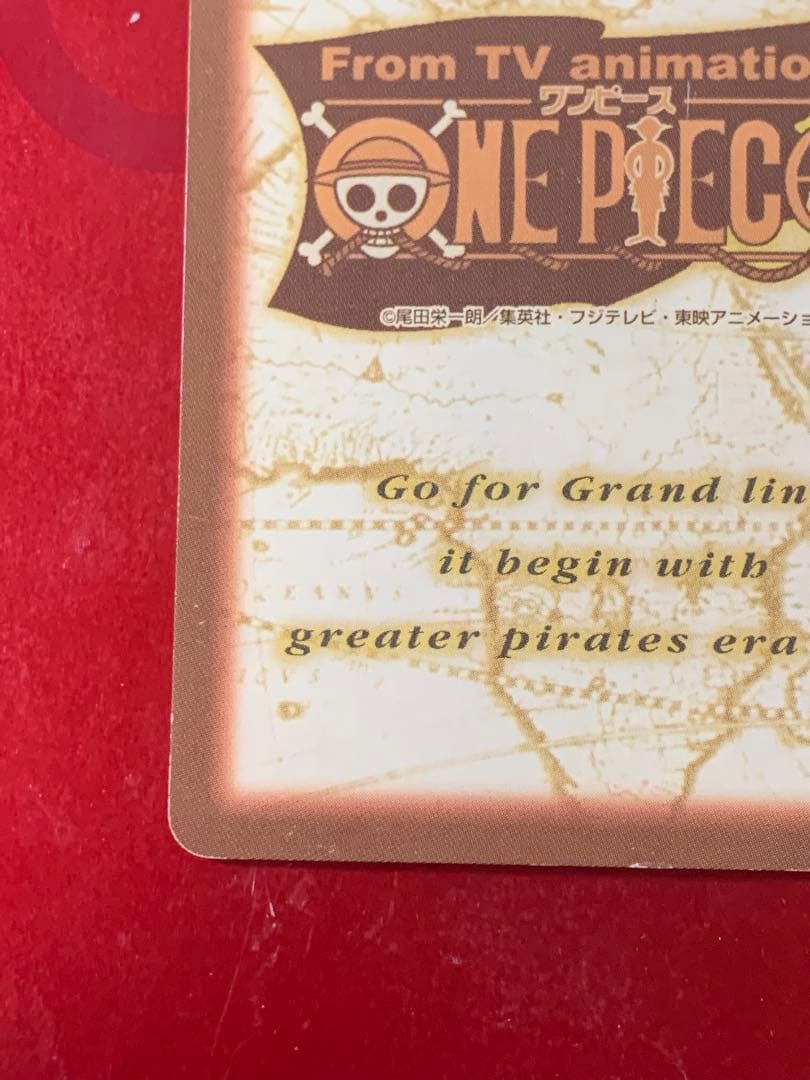 From TV animatio
ワンピース
ONE PIECE
©尾田栄一朗/集英社・フジテレビ・東映アニメーショ
Go for Grand lin
it begin with
greater pirates era